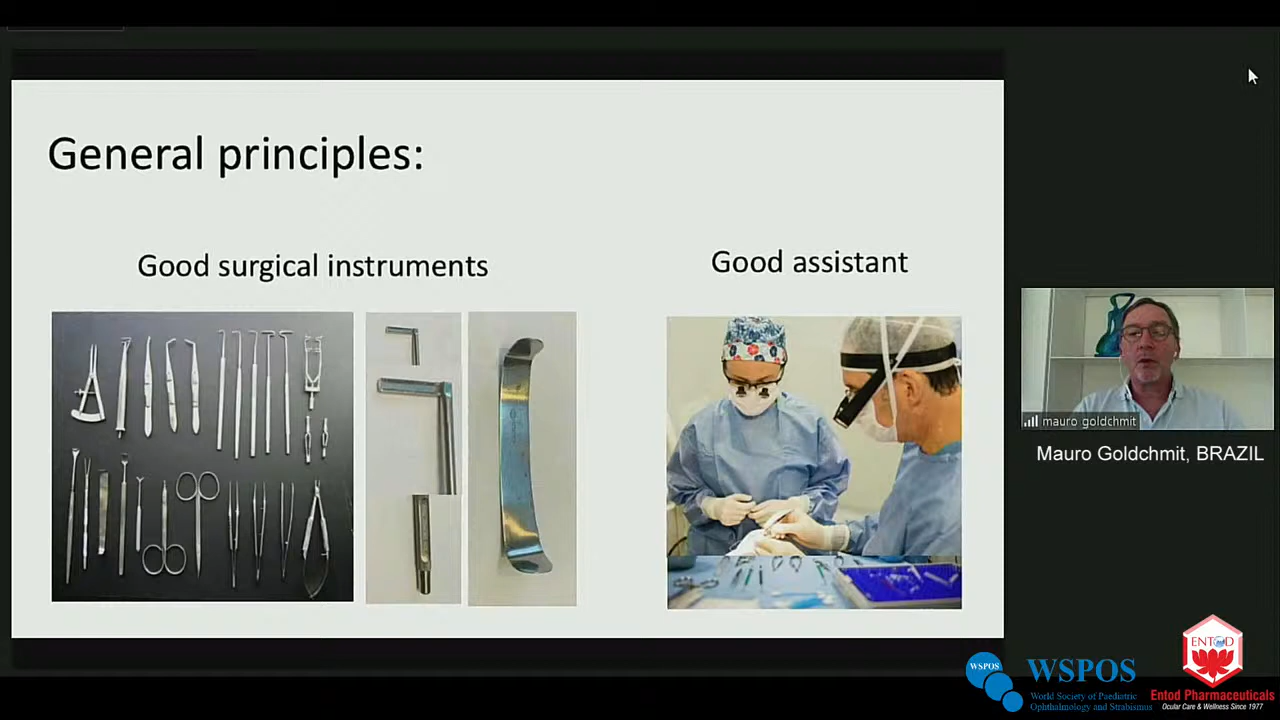 General principles:
Good surgical instruments
Good assistant
mauro goldchmit
Mauro Goldchmit, BRAZIL
WSPOS
WSPOS
World Society of Paediatric
Ophthalmology and Strabismus
ENTOD
Entod Pharmaceuticals
Ocular Care & Wellness Since 1977